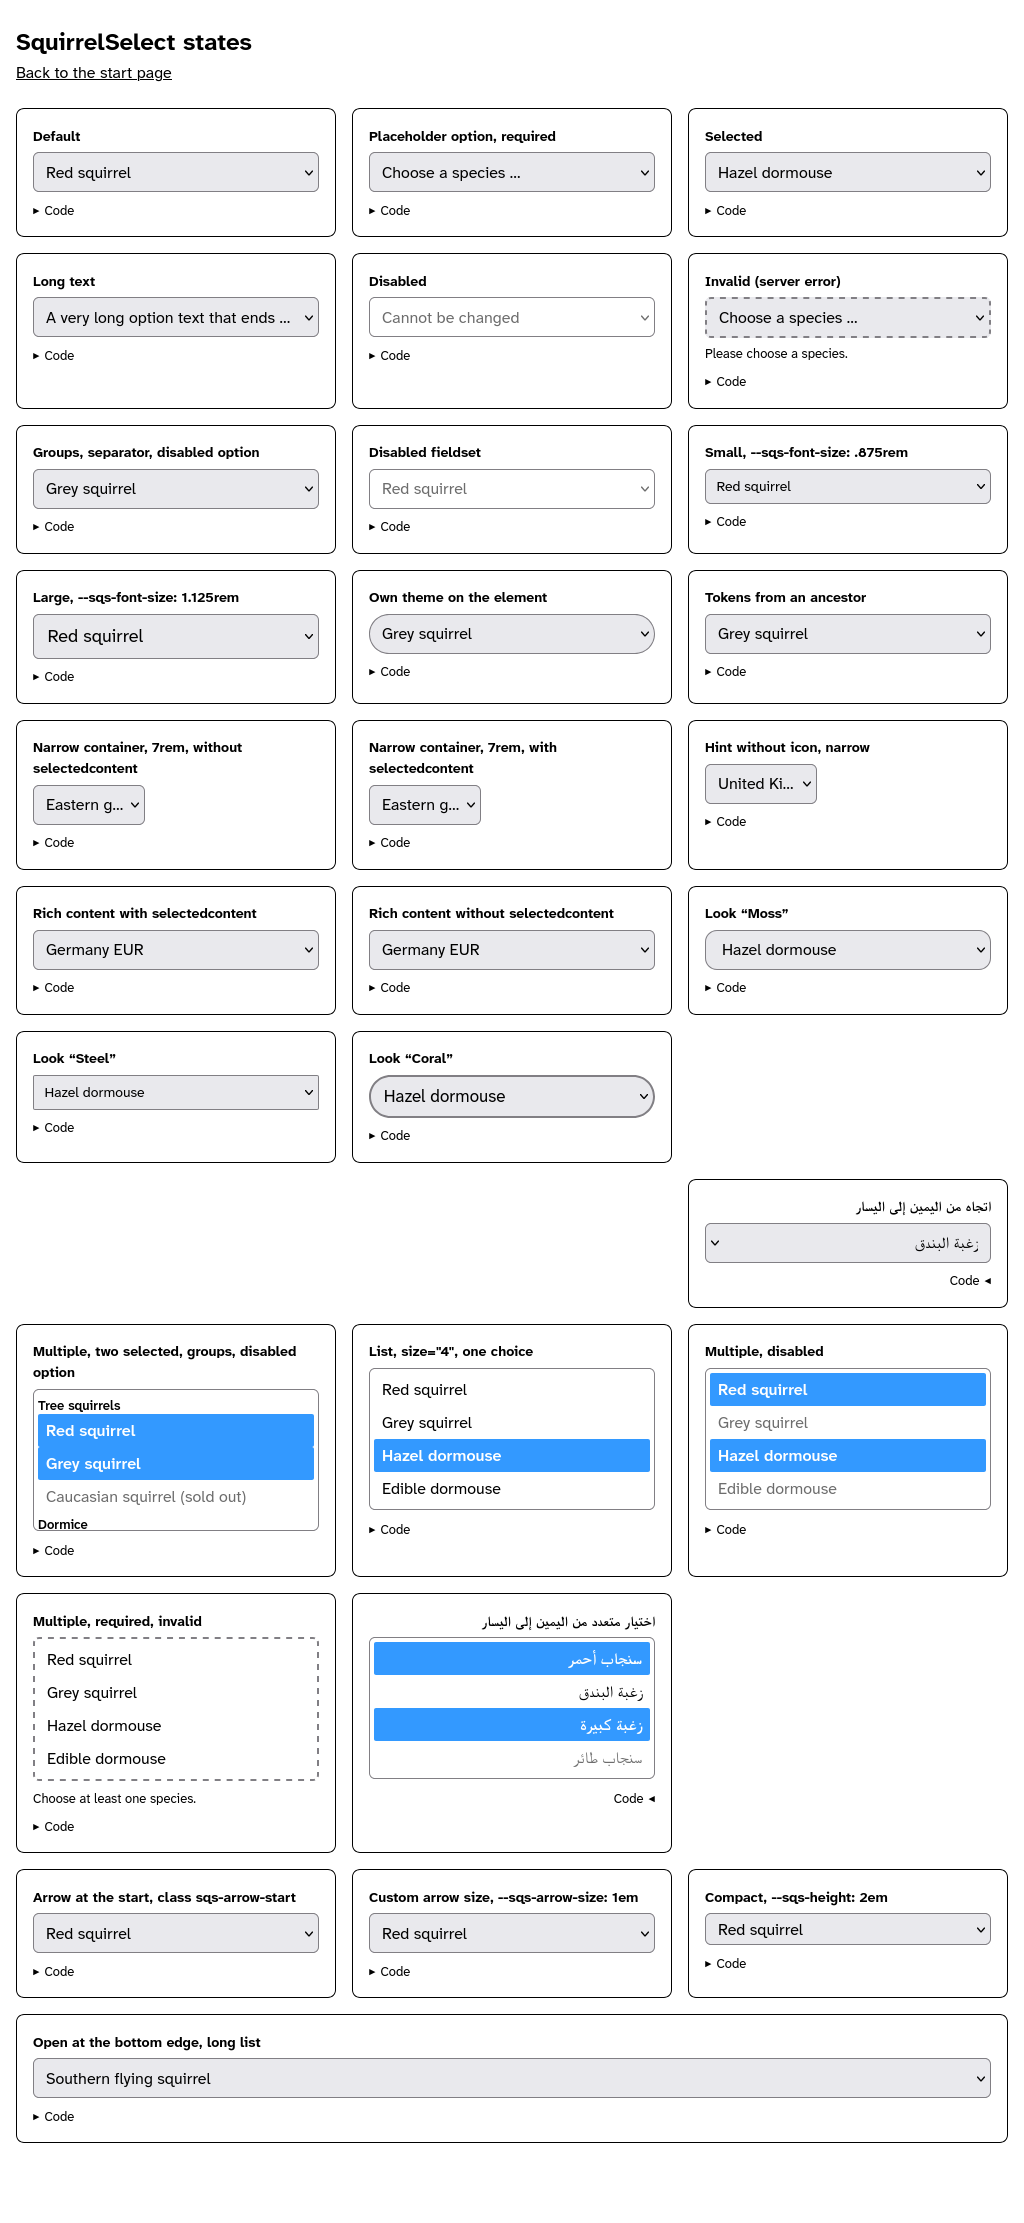 SquirrelSelect states
Back to the start page
Default
Red squirrel
Code
Placeholder option, required
Choose a species ...
Code
Selected
Hazel dormouse
Code
Long text
A very long option text that ends ...
Code
Disabled
Cannot be changed
Code
Invalid (server error)
Choose a species ...
Please choose a species.
Code
Groups, separator, disabled option
Grey squirrel
Code
Disabled fieldset
Red squirrel
Code
Small, --sqs-font-size: .875rem
Red squirrel
Code
Large, --sqs-font-size: 1.125rem
Red squirrel
Code
Own theme on the element
Grey squirrel
Code
Tokens from an ancestor
Grey squirrel
Code
Narrow container, 7rem, without
selectedcontent
Eastern g...
Code
Narrow container, 7rem, with
selectedcontent
Eastern g...
Code
Hint without icon, narrow
United Ki...
Code
Rich content with selectedcontent
Germany EUR
Code
Rich content without selectedcontent
Germany EUR
Code
Look “Moss”
Hazel dormouse
Code
Look “Steel”
Hazel dormouse
Code
Look “Coral”
Hazel dormouse
Code
اتجاه من اليمين إلى اليسار
زغبة البندق
Code
Multiple, two selected, groups, disabled
option
Tree squirrels
Red squirrel
Grey squirrel
Caucasian squirrel (sold out)
Dormice
Code
List, size="4", one choice
Red squirrel
Grey squirrel
Hazel dormouse
Edible dormouse
Code
Multiple, disabled
Red squirrel
Grey squirrel
Hazel dormouse
Edible dormouse
Code
Multiple, required, invalid
Red squirrel
Grey squirrel
Hazel dormouse
Edible dormouse
Choose at least one species.
Code
اختيار متعدد من اليمين إلى اليسار
سنجاب أحمر
زغبة البندق
زغبة كبيرة
سنجاب طائر
Code
Arrow at the start, class sqs-arrow-start
Red squirrel
Code
Custom arrow size, --sqs-arrow-size: 1em
Red squirrel
Code
Compact, --sqs-height: 2em
Red squirrel
Code
Open at the bottom edge, long list
Southern flying squirrel
Code